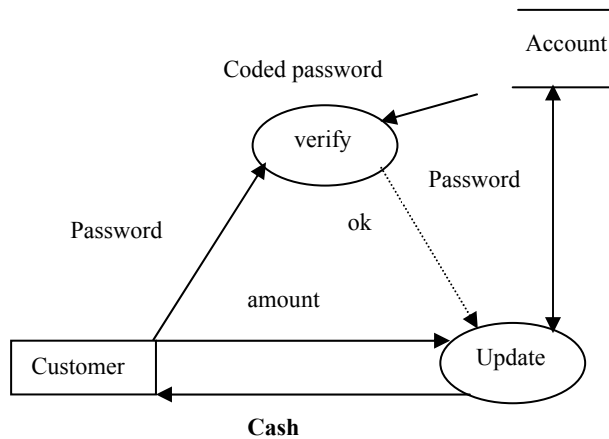 Account
Coded password
verify
Password
Password
ok
amount
Customer
Update
Cash